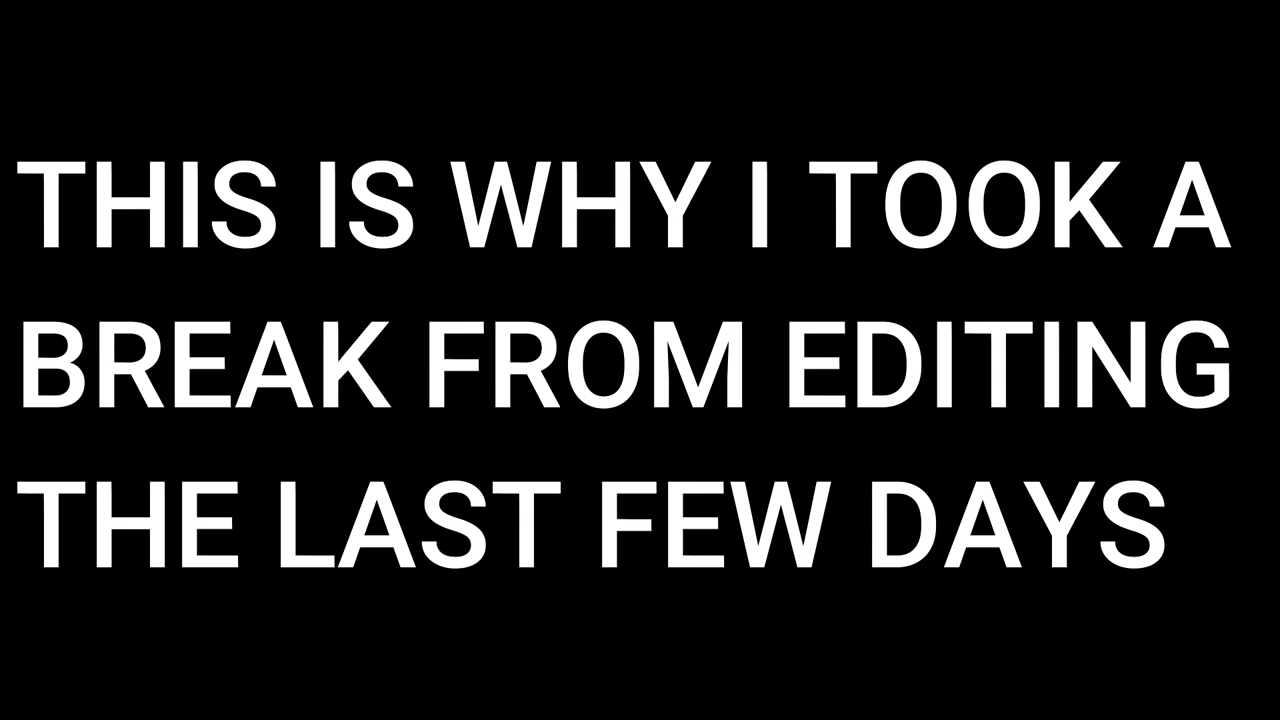 THIS IS WHY I TOOK A
BREAK FROM EDITING
THE LAST FEW DAYS